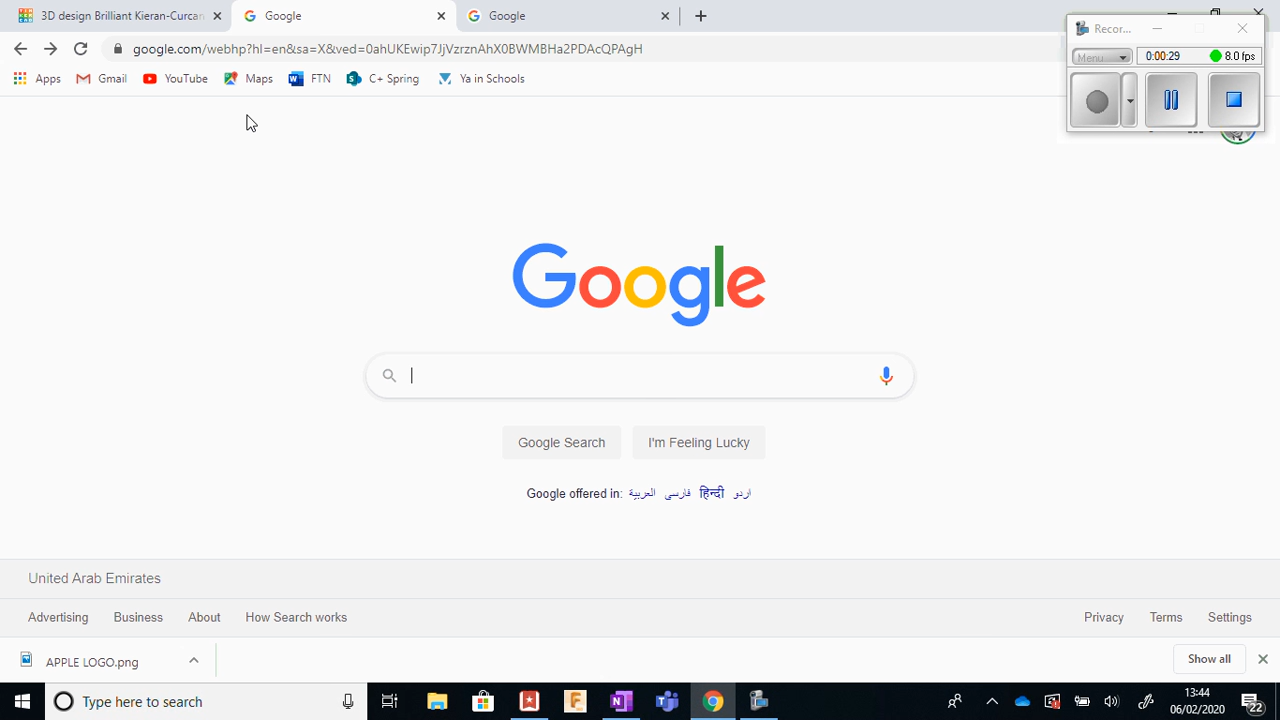 3D design Brilliant Kieran-Curcan
Google
Google
google.com/webhp?hl=en&sa=X&ved=0ahUKEwip7JjVzrznAhX0BWMBHa2PDAcQPAgH
Apps
Gmail
YouTube
Maps
FTN
C+ Spring
Ya in Schools
Recor...
Menu
0:00:29
8.0 fps
Google
Google Search
I'm Feeling Lucky
Google offered in: العربية فارسی हिन्दी اردو
United Arab Emirates
Advertising
Business
About
How Search works
Privacy
Terms
Settings
APPLE LOGO.png
Show all
Type here to search
13:44
06/02/2020
22